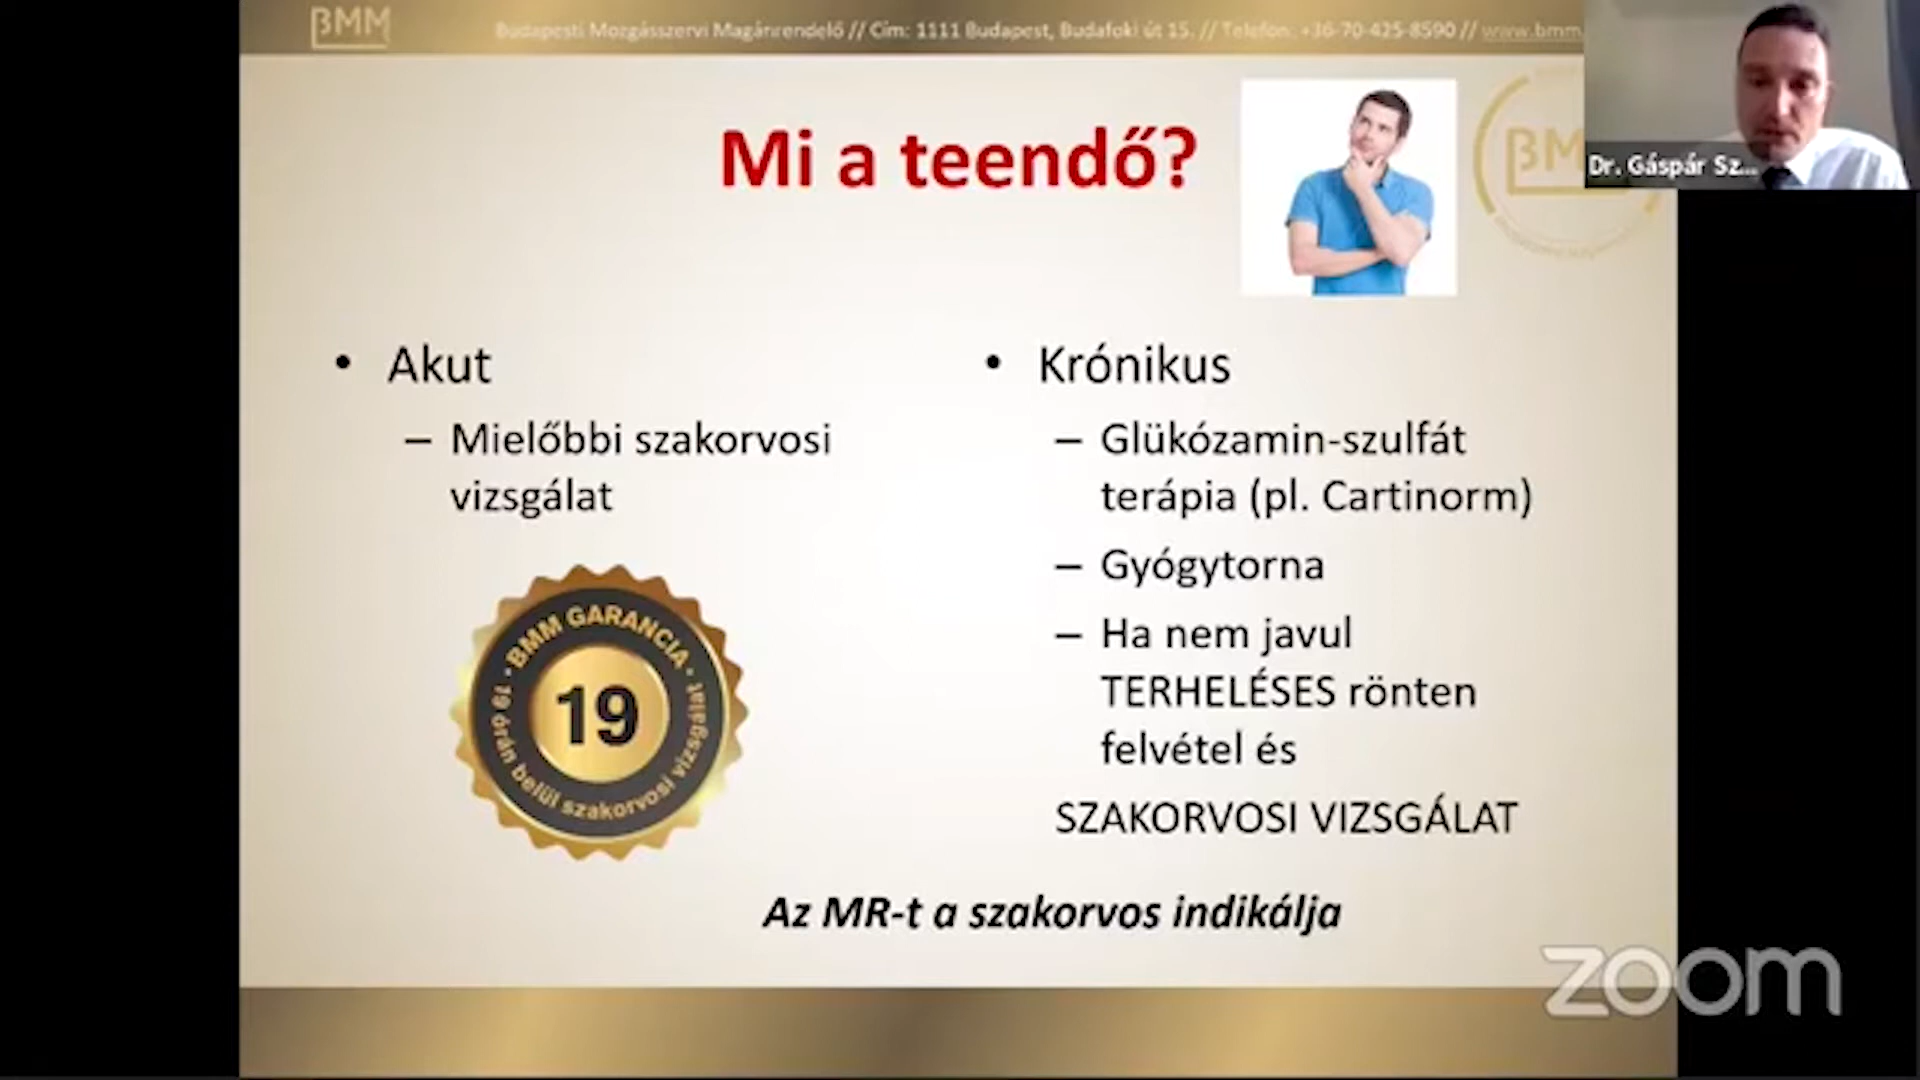 BMM
Budapesti Mozgásszervi Magánrendelő // Cím: 1111 Budapest, Budafoki út 15. // Telefon: +36-70-425-8590 // www.bmm.
Mi a teendő?
BM
Dr. Gáspár Sz...
• Akut
– Mielőbbi szakorvosi
vizsgálat
BMM GARANCIA
19
19 órán belül szakorvosi vizsgálat
• Krónikus
– Glükózamin-szulfát
terápia (pl. Cartinorm)
– Gyógytorna
– Ha nem javul
TERHELÉSES rönten
felvétel és
SZAKORVOSI VIZSGÁLAT
Az MR-t a szakorvos indikálja
zoom